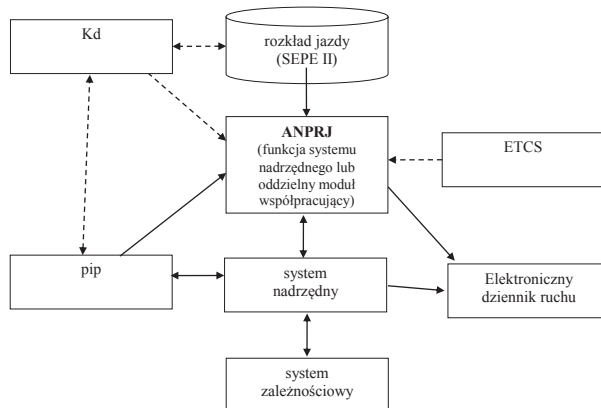 Kd
rozkład jazdy
(SEPE II)
ANPRJ
(funkcja systemu
nadrzędnego lub
oddzielny moduł
współpracujący)
ETCS
pip
system
nadrzędny
Elektroniczny
dziennik ruchu
system
zależnościowy